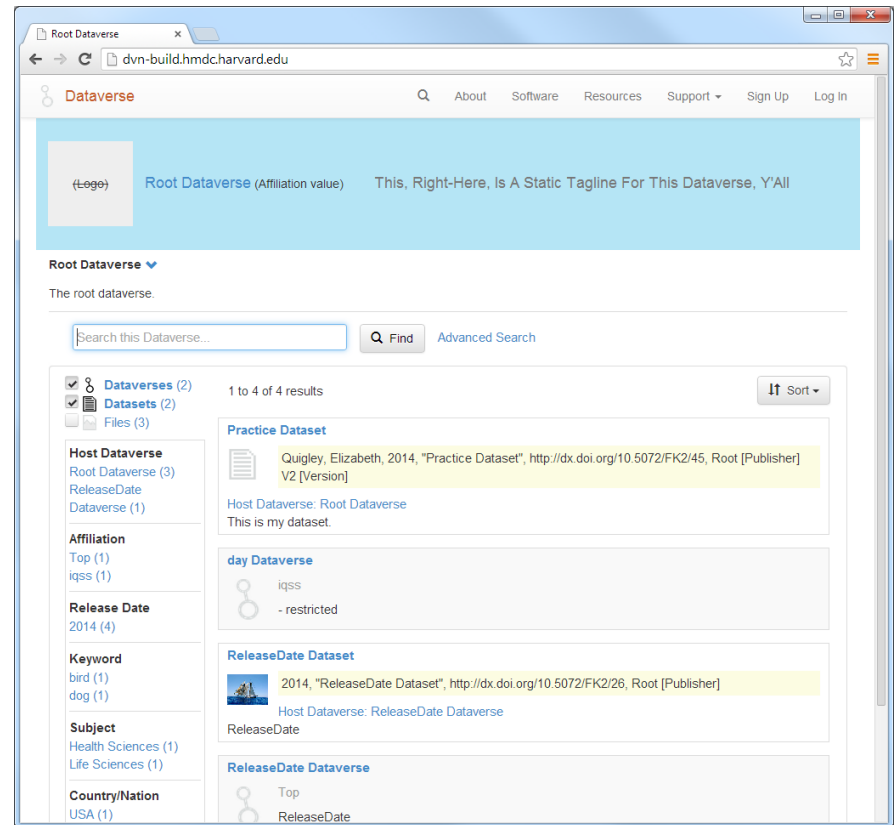 Root Dataverse
dvn-build.hmdc.harvard.edu
Dataverse About Software Resources Support Sign Up Log In
(Logo) Root Dataverse (Affiliation value) This, Right-Here, Is A Static Tagline For This Dataverse, Y'All
Root Dataverse
The root dataverse.
Search this Dataverse... Find Advanced Search
Dataverses (2)
Datasets (2)
Files (3)
Host Dataverse
Root Dataverse (3)
ReleaseDate
Dataverse (1)
Affiliation
Top (1)
iqss (1)
Release Date
2014 (4)
Keyword
bird (1)
dog (1)
Subject
Health Sciences (1)
Life Sciences (1)
Country/Nation
USA (1)
1 to 4 of 4 results Sort
Practice Dataset
Quigley, Elizabeth, 2014, "Practice Dataset", http://dx.doi.org/10.5072/FK2/45, Root [Publisher]
V2 [Version]
Host Dataverse: Root Dataverse
This is my dataset.
day Dataverse
iqss
- restricted
ReleaseDate Dataset
2014, "ReleaseDate Dataset", http://dx.doi.org/10.5072/FK2/26, Root [Publisher]
Host Dataverse: ReleaseDate Dataverse
ReleaseDate
ReleaseDate Dataverse
Top
ReleaseDate